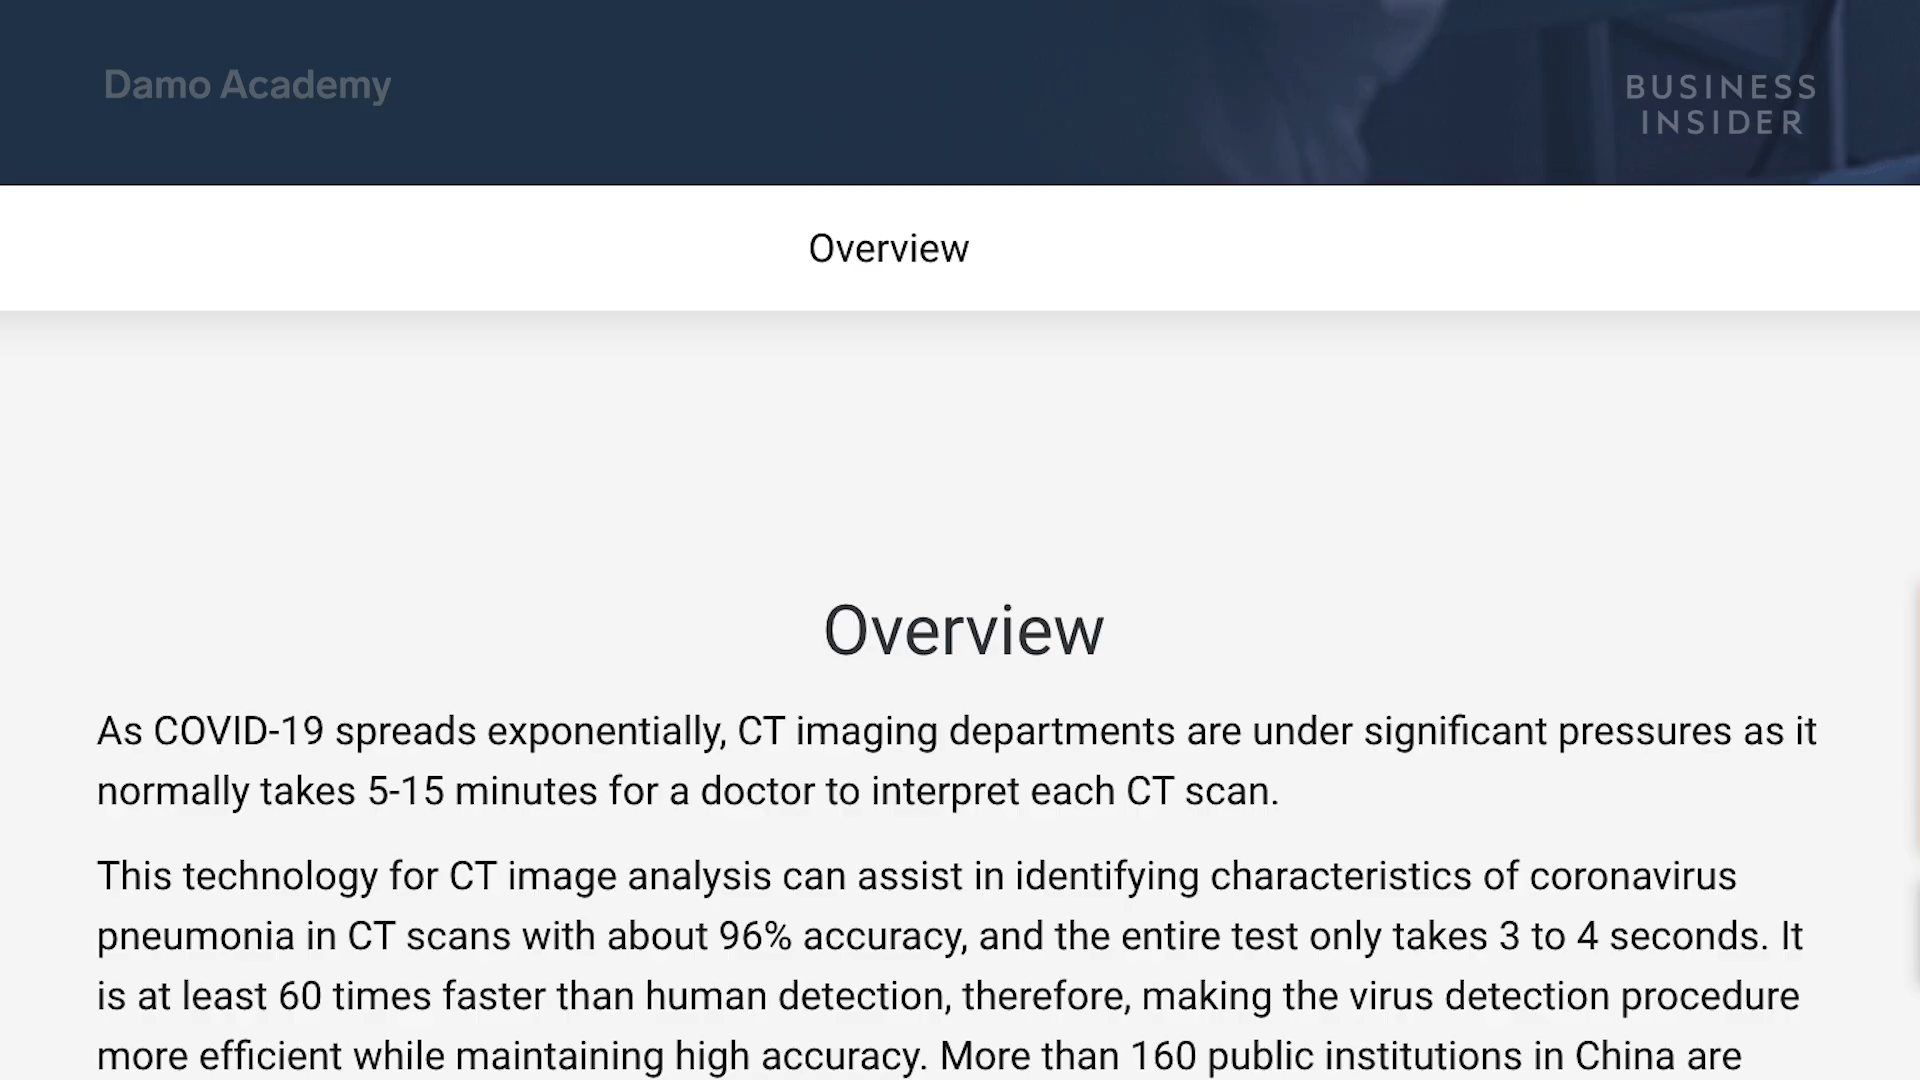 Damo Academy
BUSINESS
INSIDER
Overview
Overview
As COVID-19 spreads exponentially, CT imaging departments are under significant pressures as it
normally takes 5-15 minutes for a doctor to interpret each CT scan.
This technology for CT image analysis can assist in identifying characteristics of coronavirus
pneumonia in CT scans with about 96% accuracy, and the entire test only takes 3 to 4 seconds. It
is at least 60 times faster than human detection, therefore, making the virus detection procedure
more efficient while maintaining high accuracy. More than 160 public institutions in China are